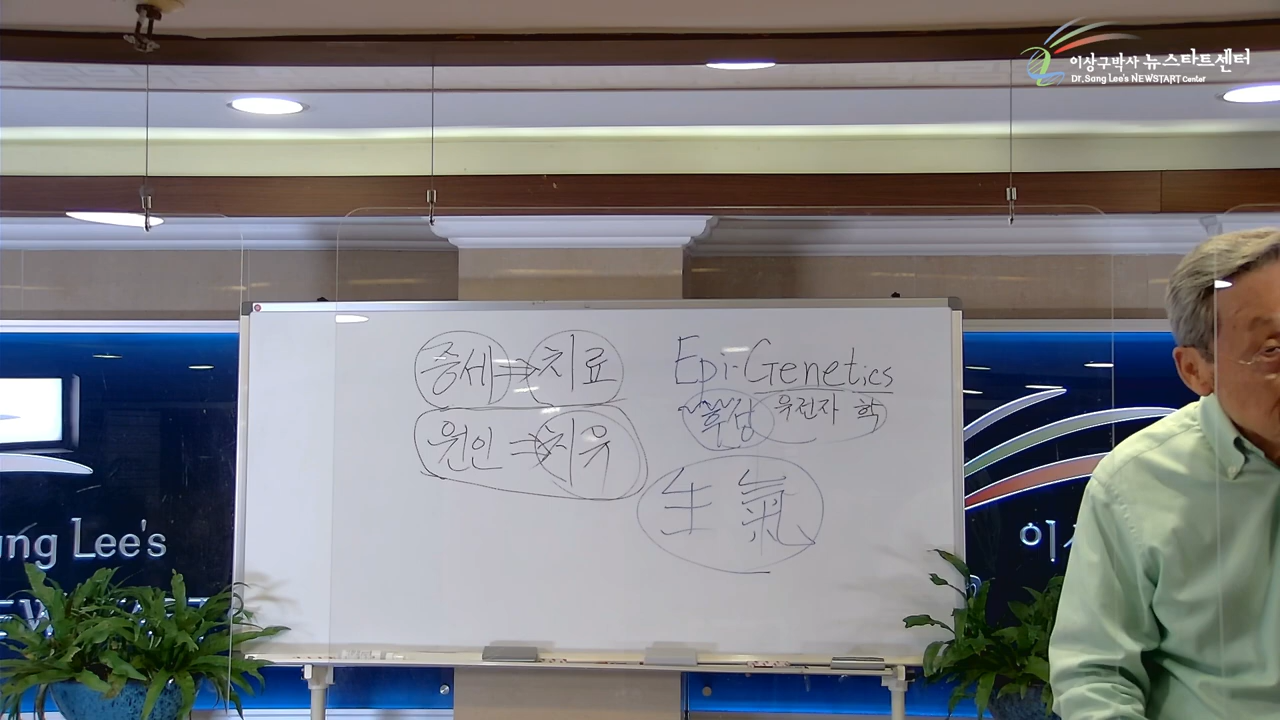 이상구박사 뉴스타트센터
Dr. Sang Lee's NEWSTART Center
증세 ⇒ 치료
원인 ⇒ 치유
Epi-Genetics
후성 유전자 학
生氣
ung Lee's
이